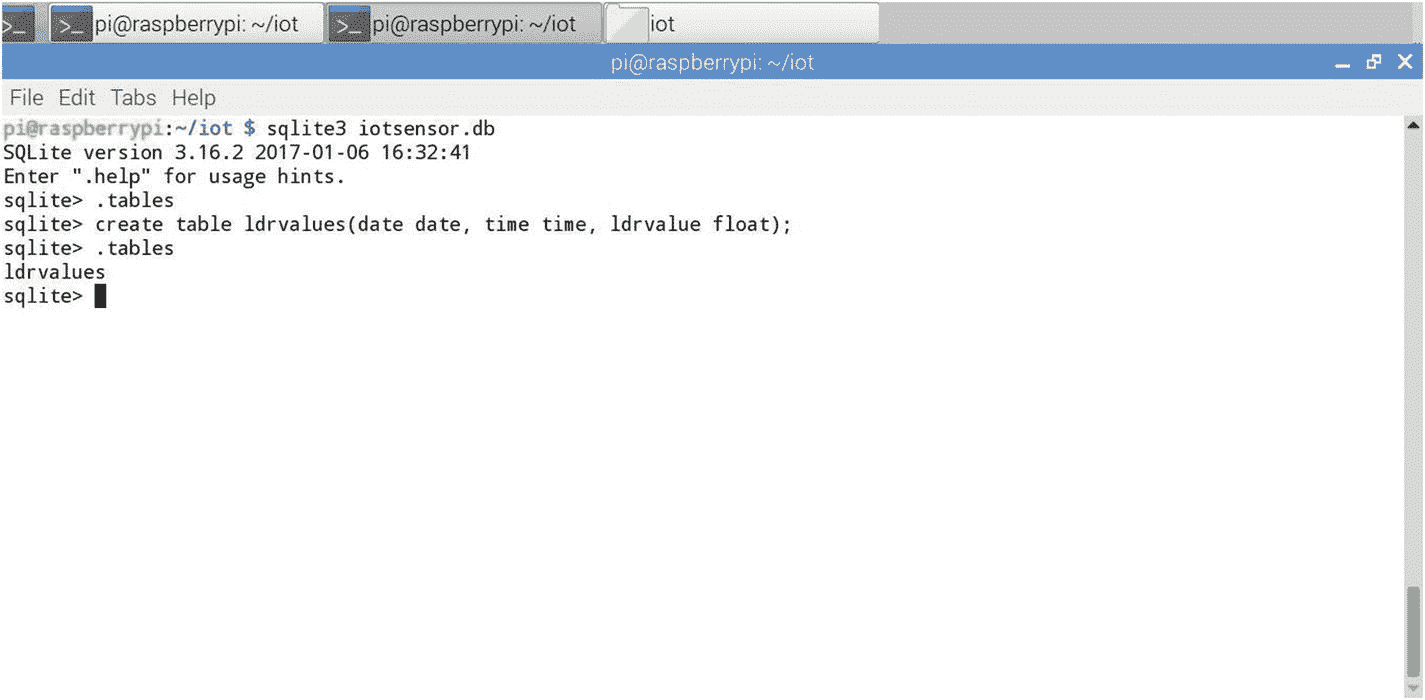 pi@raspberrypi: ~/iot pi@raspberrypi: ~/iot iot
pi@raspberrypi: ~/iot
File Edit Tabs Help
pi@raspberrypi:~/iot $ sqlite3 iotsensor.db
SQLite version 3.16.2 2017-01-06 16:32:41
Enter ".help" for usage hints.
sqlite> .tables
sqlite> create table ldrvalues(date date, time time, ldrvalue float);
sqlite> .tables
ldrvalues
sqlite>